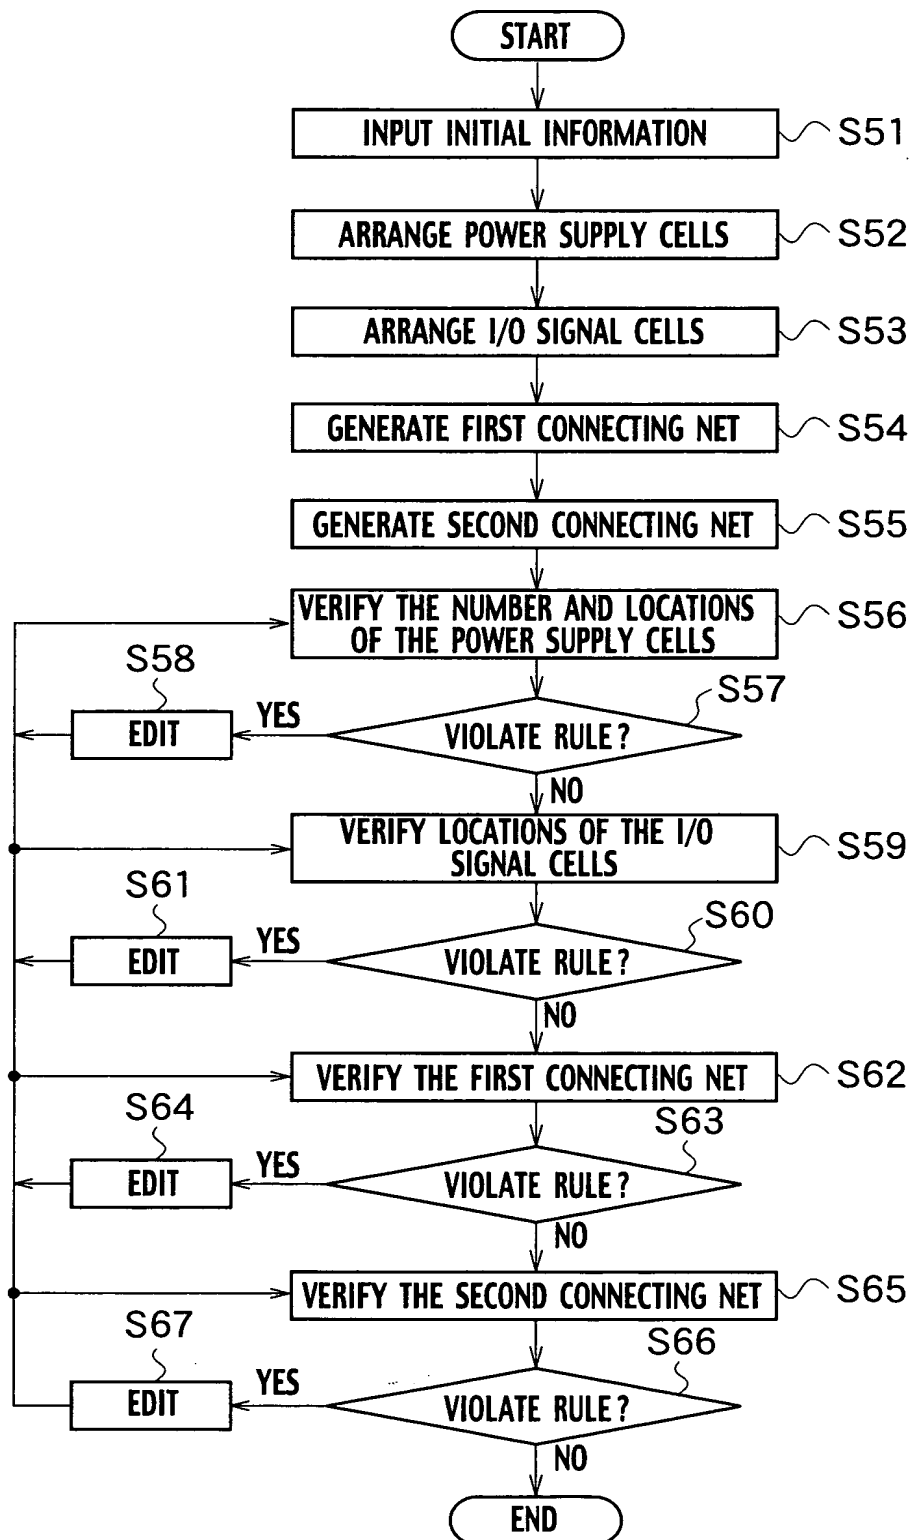 START
INPUT INITIAL INFORMATION
S51
ARRANGE POWER SUPPLY CELLS
S52
ARRANGE I/O SIGNAL CELLS
S53
GENERATE FIRST CONNECTING NET
S54
GENERATE SECOND CONNECTING NET
S55
VERIFY THE NUMBER AND LOCATIONS
OF THE POWER SUPPLY CELLS
S56
S58
EDIT
YES
VIOLATE RULE?
S57
NO
VERIFY LOCATIONS OF THE I/O
SIGNAL CELLS
S59
S61
EDIT
YES
VIOLATE RULE?
S60
NO
VERIFY THE FIRST CONNECTING NET
S62
S64
EDIT
YES
VIOLATE RULE?
S63
NO
VERIFY THE SECOND CONNECTING NET
S65
S67
EDIT
YES
VIOLATE RULE?
S66
NO
END